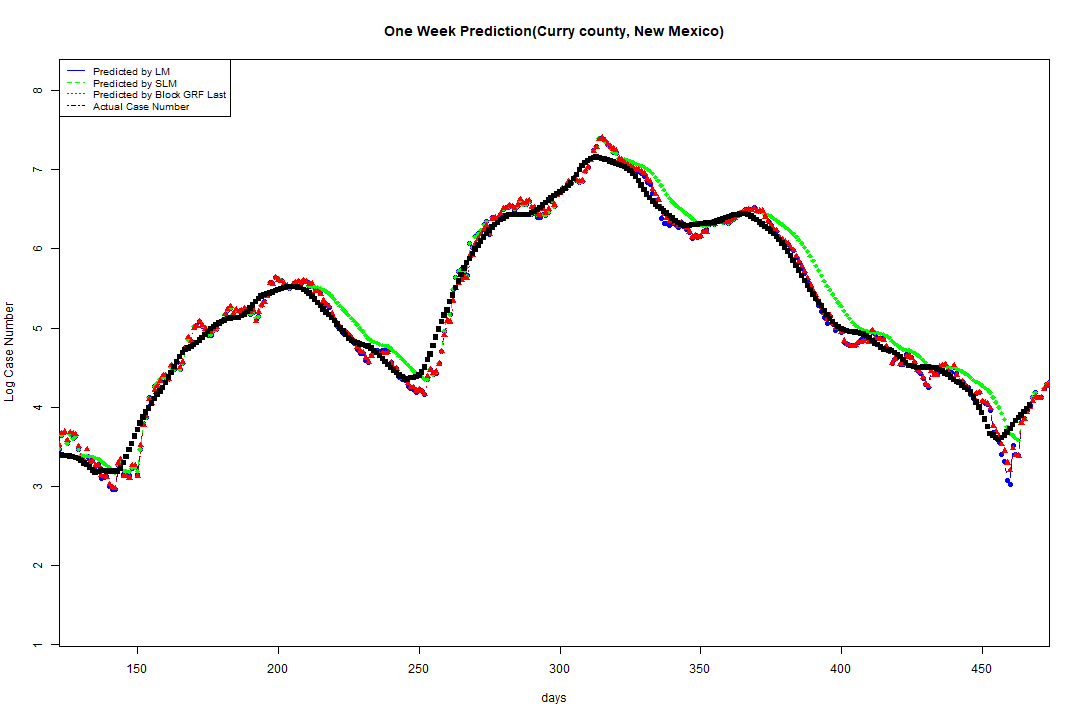 One Week Prediction(Curry county, New Mexico)
Predicted by LM
Predicted by SLM
Predicted by Block GRF Last
Actual Case Number
8
7
6
5
4
3
2
1
Log Case Number
150 200 250 300 350 400 450
days